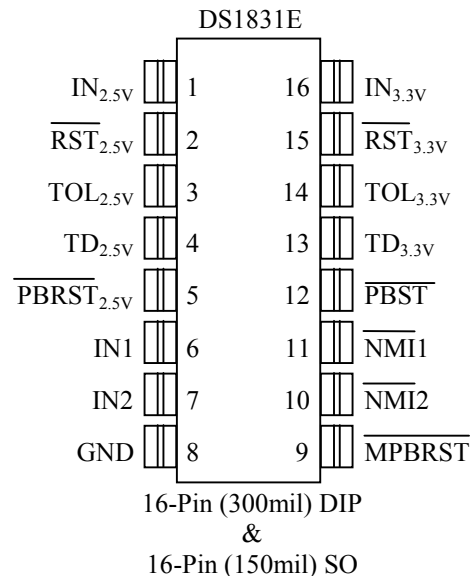 DS1831E
IN2.5V 1 16 IN3.3V
RST2.5V 2 15 RST3.3V
TOL2.5V 3 14 TOL3.3V
TD2.5V 4 13 TD3.3V
PBRST2.5V 5 12 PBST
IN1 6 11 NMI1
IN2 7 10 NMI2
GND 8 9 MPBRST
16-Pin (300mil) DIP
&
16-Pin (150mil) SO